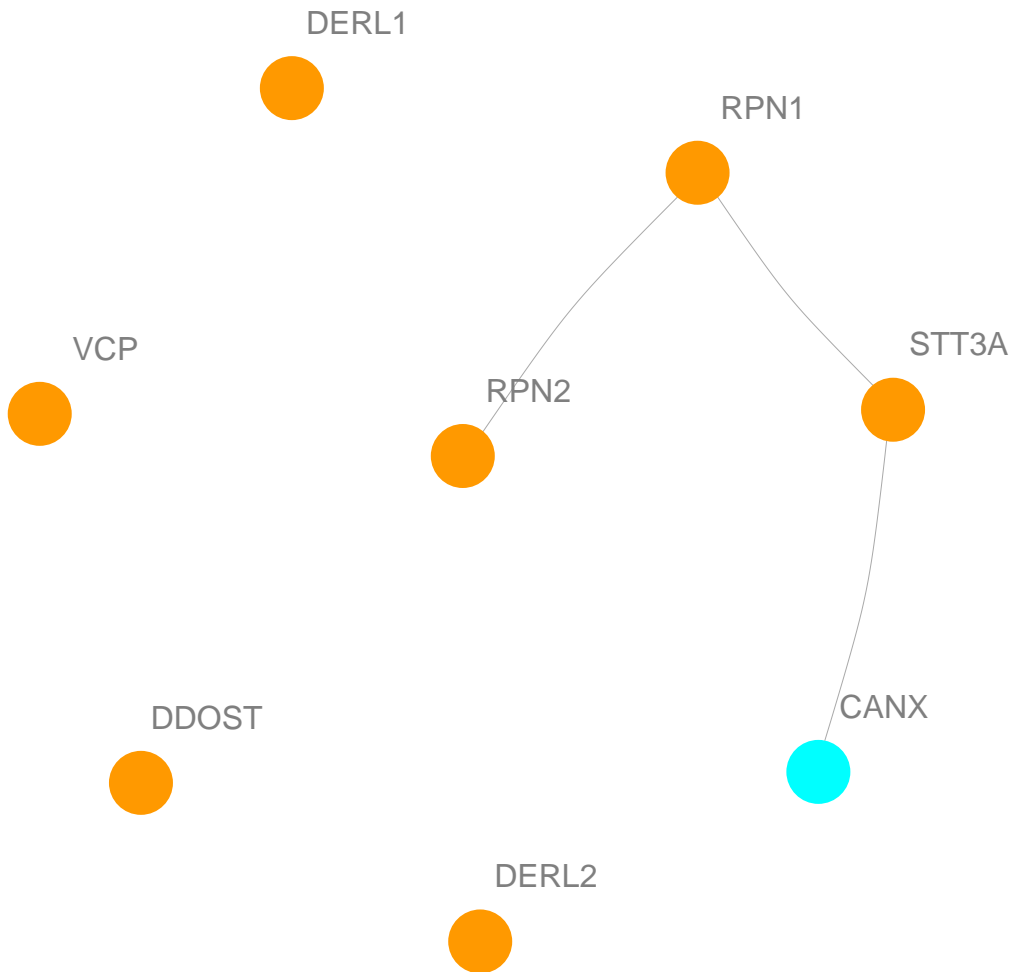 DERL1
RPN1
STT3A
VCP
RPN2
CANX
DDOST
DERL2